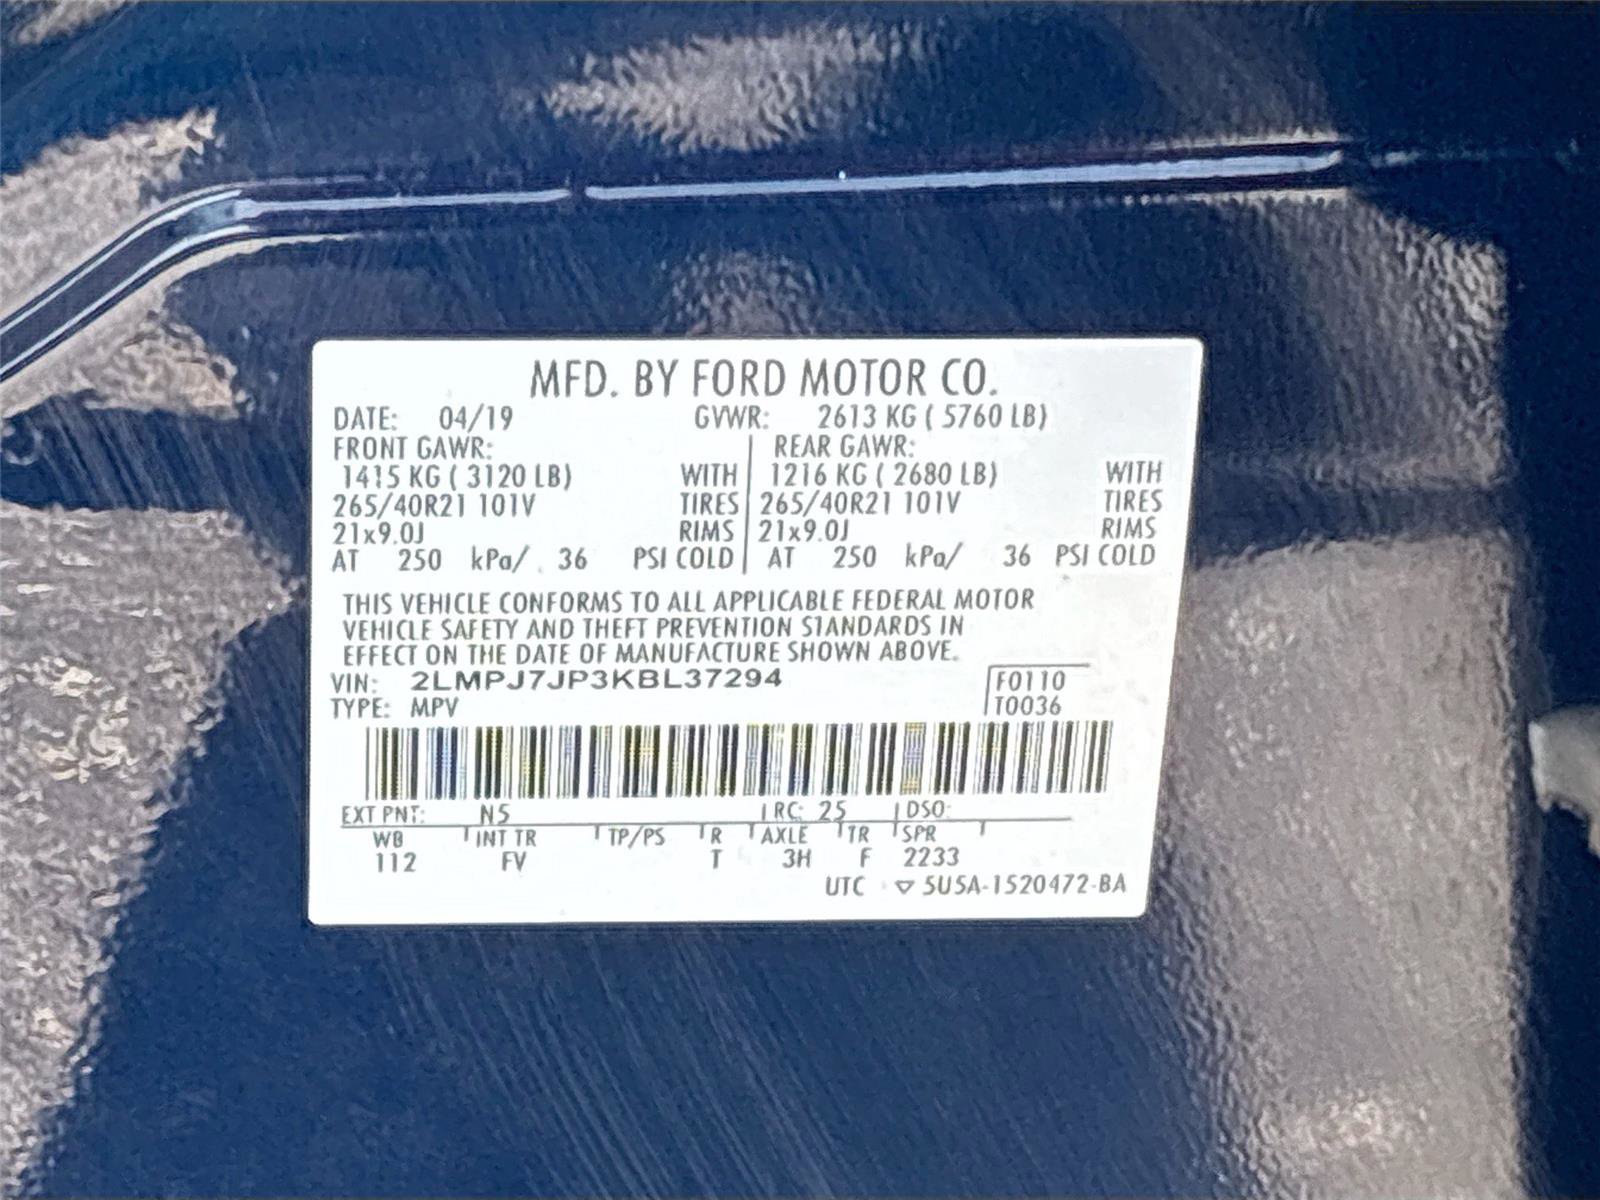 MFD. BY FORD MOTOR CO.
DATE: 04/19 GVWR: 2613 KG ( 5760 LB)
FRONT GAWR: REAR GAWR:
1415 KG ( 3120 LB) WITH 1216 KG ( 2680 LB) WITH
265/40R21 101V TIRES 265/40R21 101V TIRES
21x9.0J RIMS 21x9.0J RIMS
AT 250 kPa/ 36 PSI COLD AT 250 kPa/ 36 PSI COLD
THIS VEHICLE CONFORMS TO ALL APPLICABLE FEDERAL MOTOR
VEHICLE SAFETY AND THEFT PREVENTION STANDARDS IN
EFFECT ON THE DATE OF MANUFACTURE SHOWN ABOVE.
VIN: 2LMPJ7JP3KBL37294 F0110
TYPE: MPV T0036
EXT PNT: N5 RC: 25 DSO:
WB INT TR TP/PS R AXLE TR SPR
112 FV T 3H F 2233
UTC ▽ 5U5A-1520472-BA